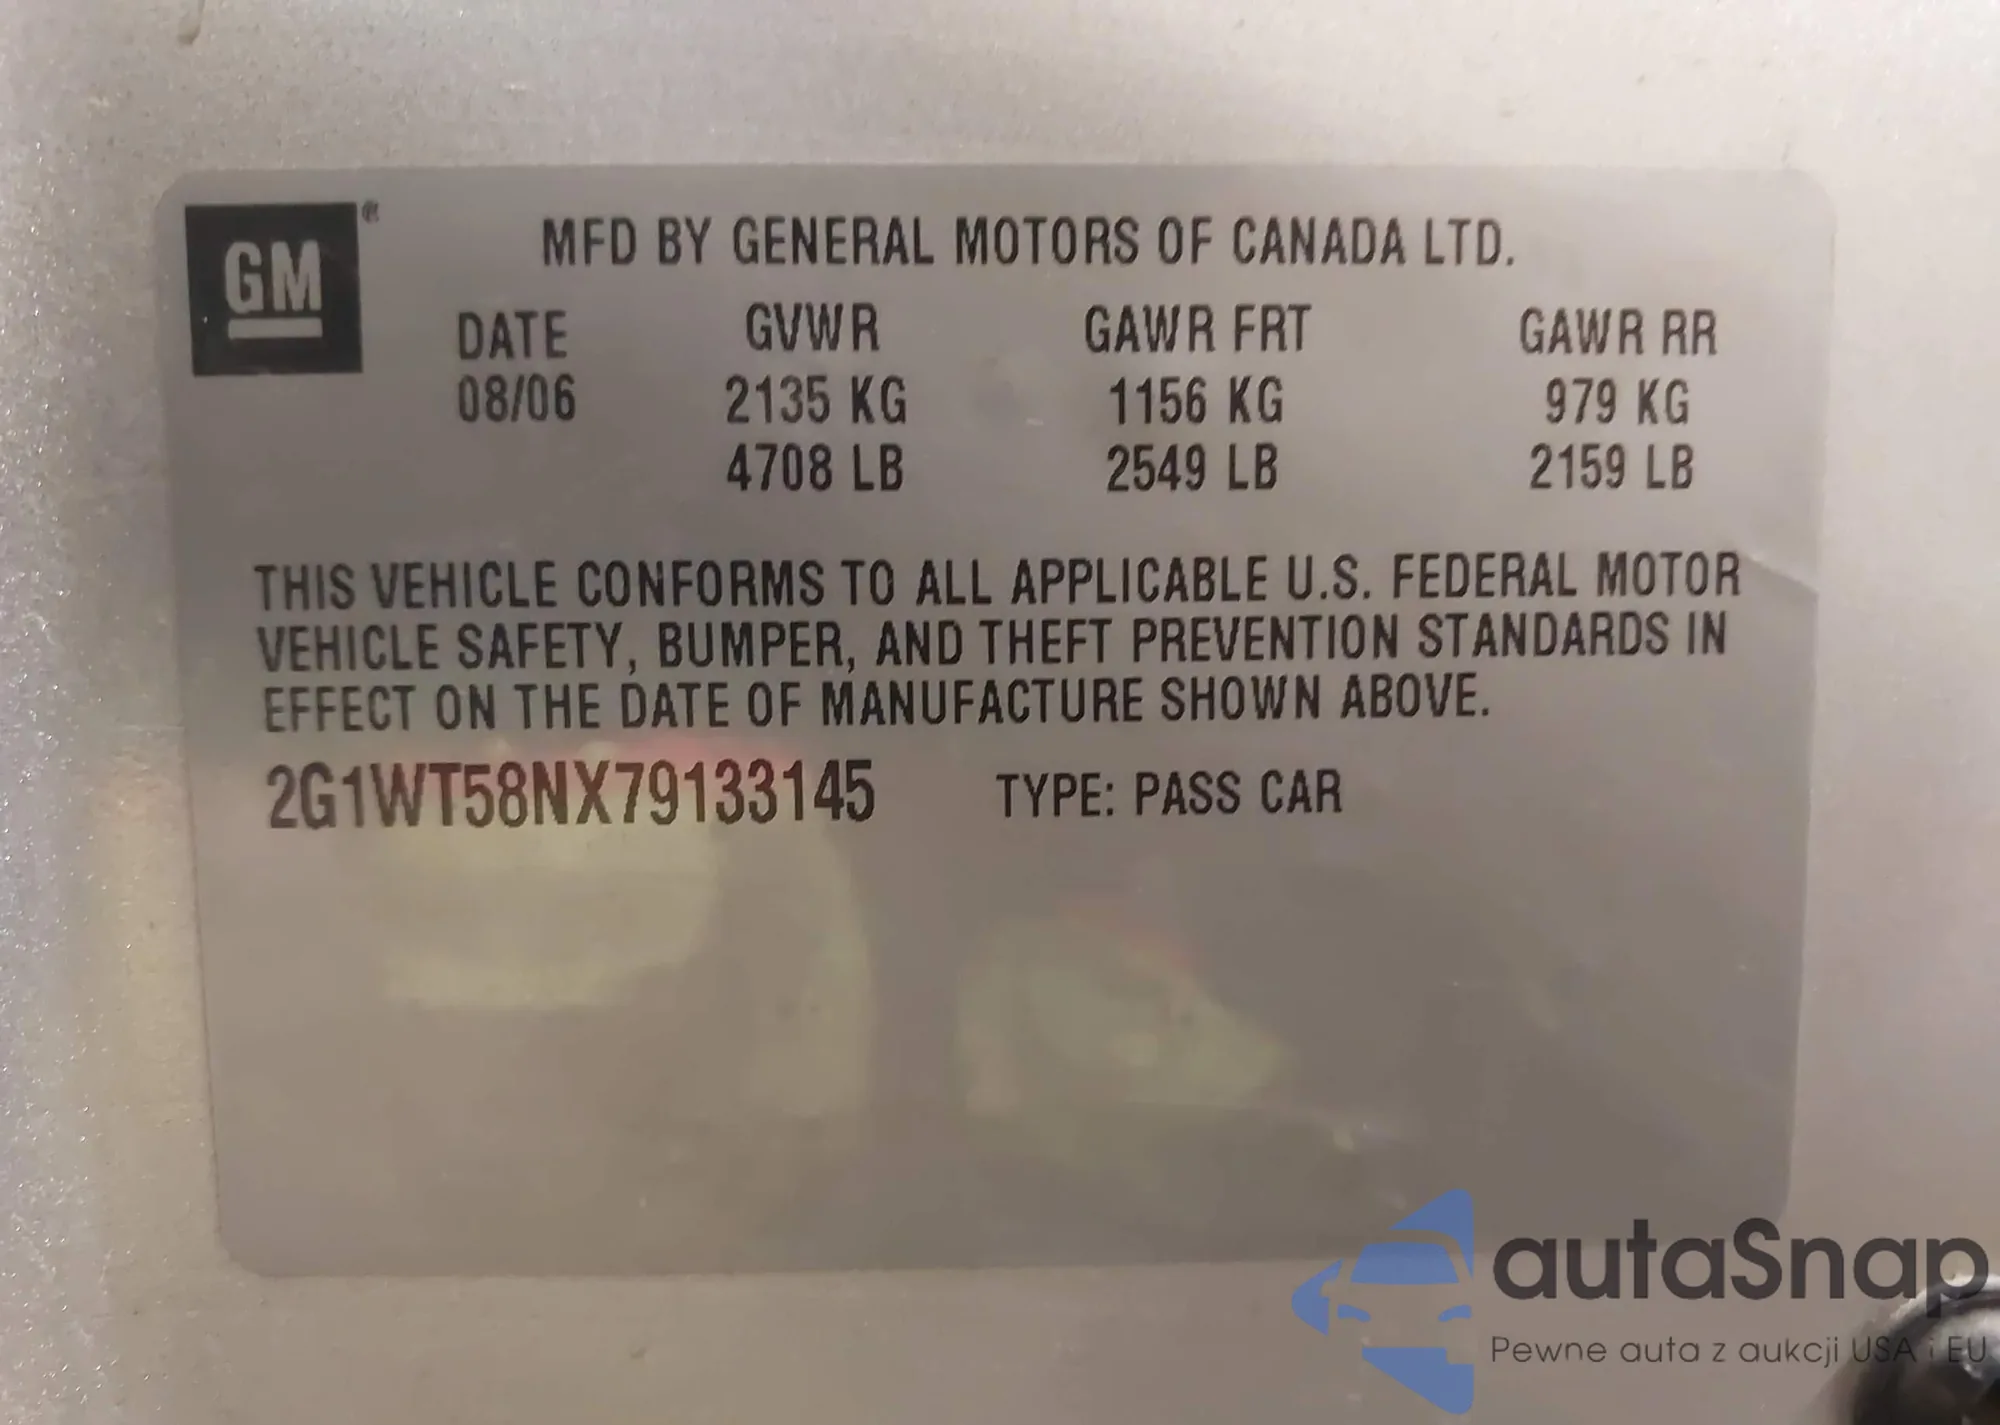 GM®
MFD BY GENERAL MOTORS OF CANADA LTD.
DATE GVWR GAWR FRT GAWR RR
08/06 2135 KG 1156 KG 979 KG
4708 LB 2549 LB 2159 LB
THIS VEHICLE CONFORMS TO ALL APPLICABLE U.S. FEDERAL MOTOR
VEHICLE SAFETY, BUMPER, AND THEFT PREVENTION STANDARDS IN
EFFECT ON THE DATE OF MANUFACTURE SHOWN ABOVE.
2G1WT58NX79133145 TYPE: PASS CAR
autaSnap
Pewne auta z aukcji USA i EU